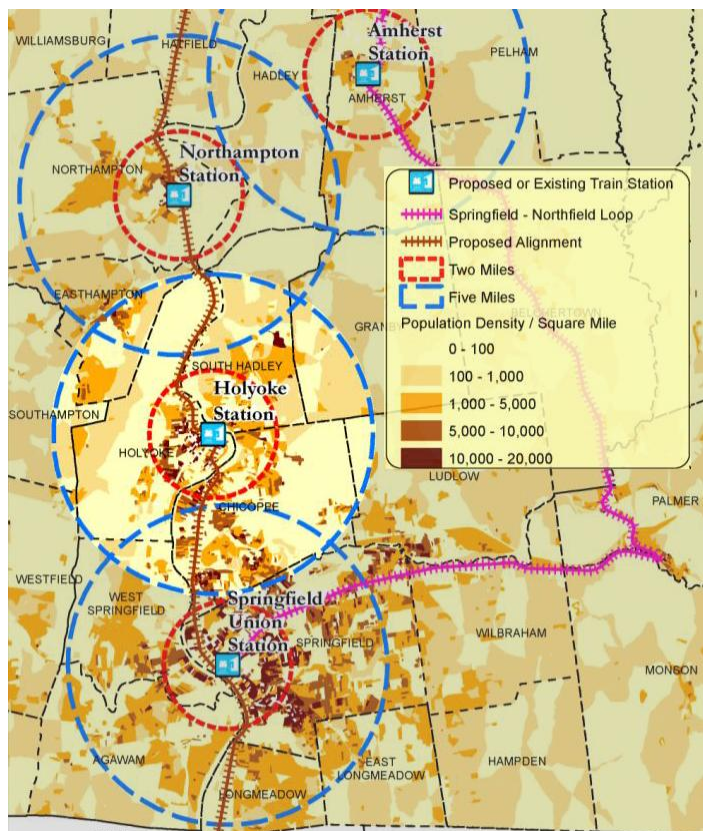 WILLIAMSBURG
HATFIELD
Amherst
Station
PELHAM
HADLEY
AMHERST
Northampton
Station
NORTHAMPTON
Proposed or Existing Train Station
Springfield - Northfield Loop
Proposed Alignment
Two Miles
Five Miles
Population Density / Square Mile
0 - 100
100 - 1,000
1,000 - 5,000
5,000 - 10,000
10,000 - 20,000
EASTHAMPTON
BELCHERTOWN
GRANBY
SOUTH HADLEY
Holyoke
Station
SOUTHAMPTON
HOLYOKE
LUDLOW
CHICOPPE
PALMER
WESTFIELD
WEST
SPRINGFIELD
Springfield
Union
Station
SPRINGFIELD
WILBRAHAM
MONSON
AGAWAM
EAST
LONGMEADOW
HAMPDEN
LONGMEADOW